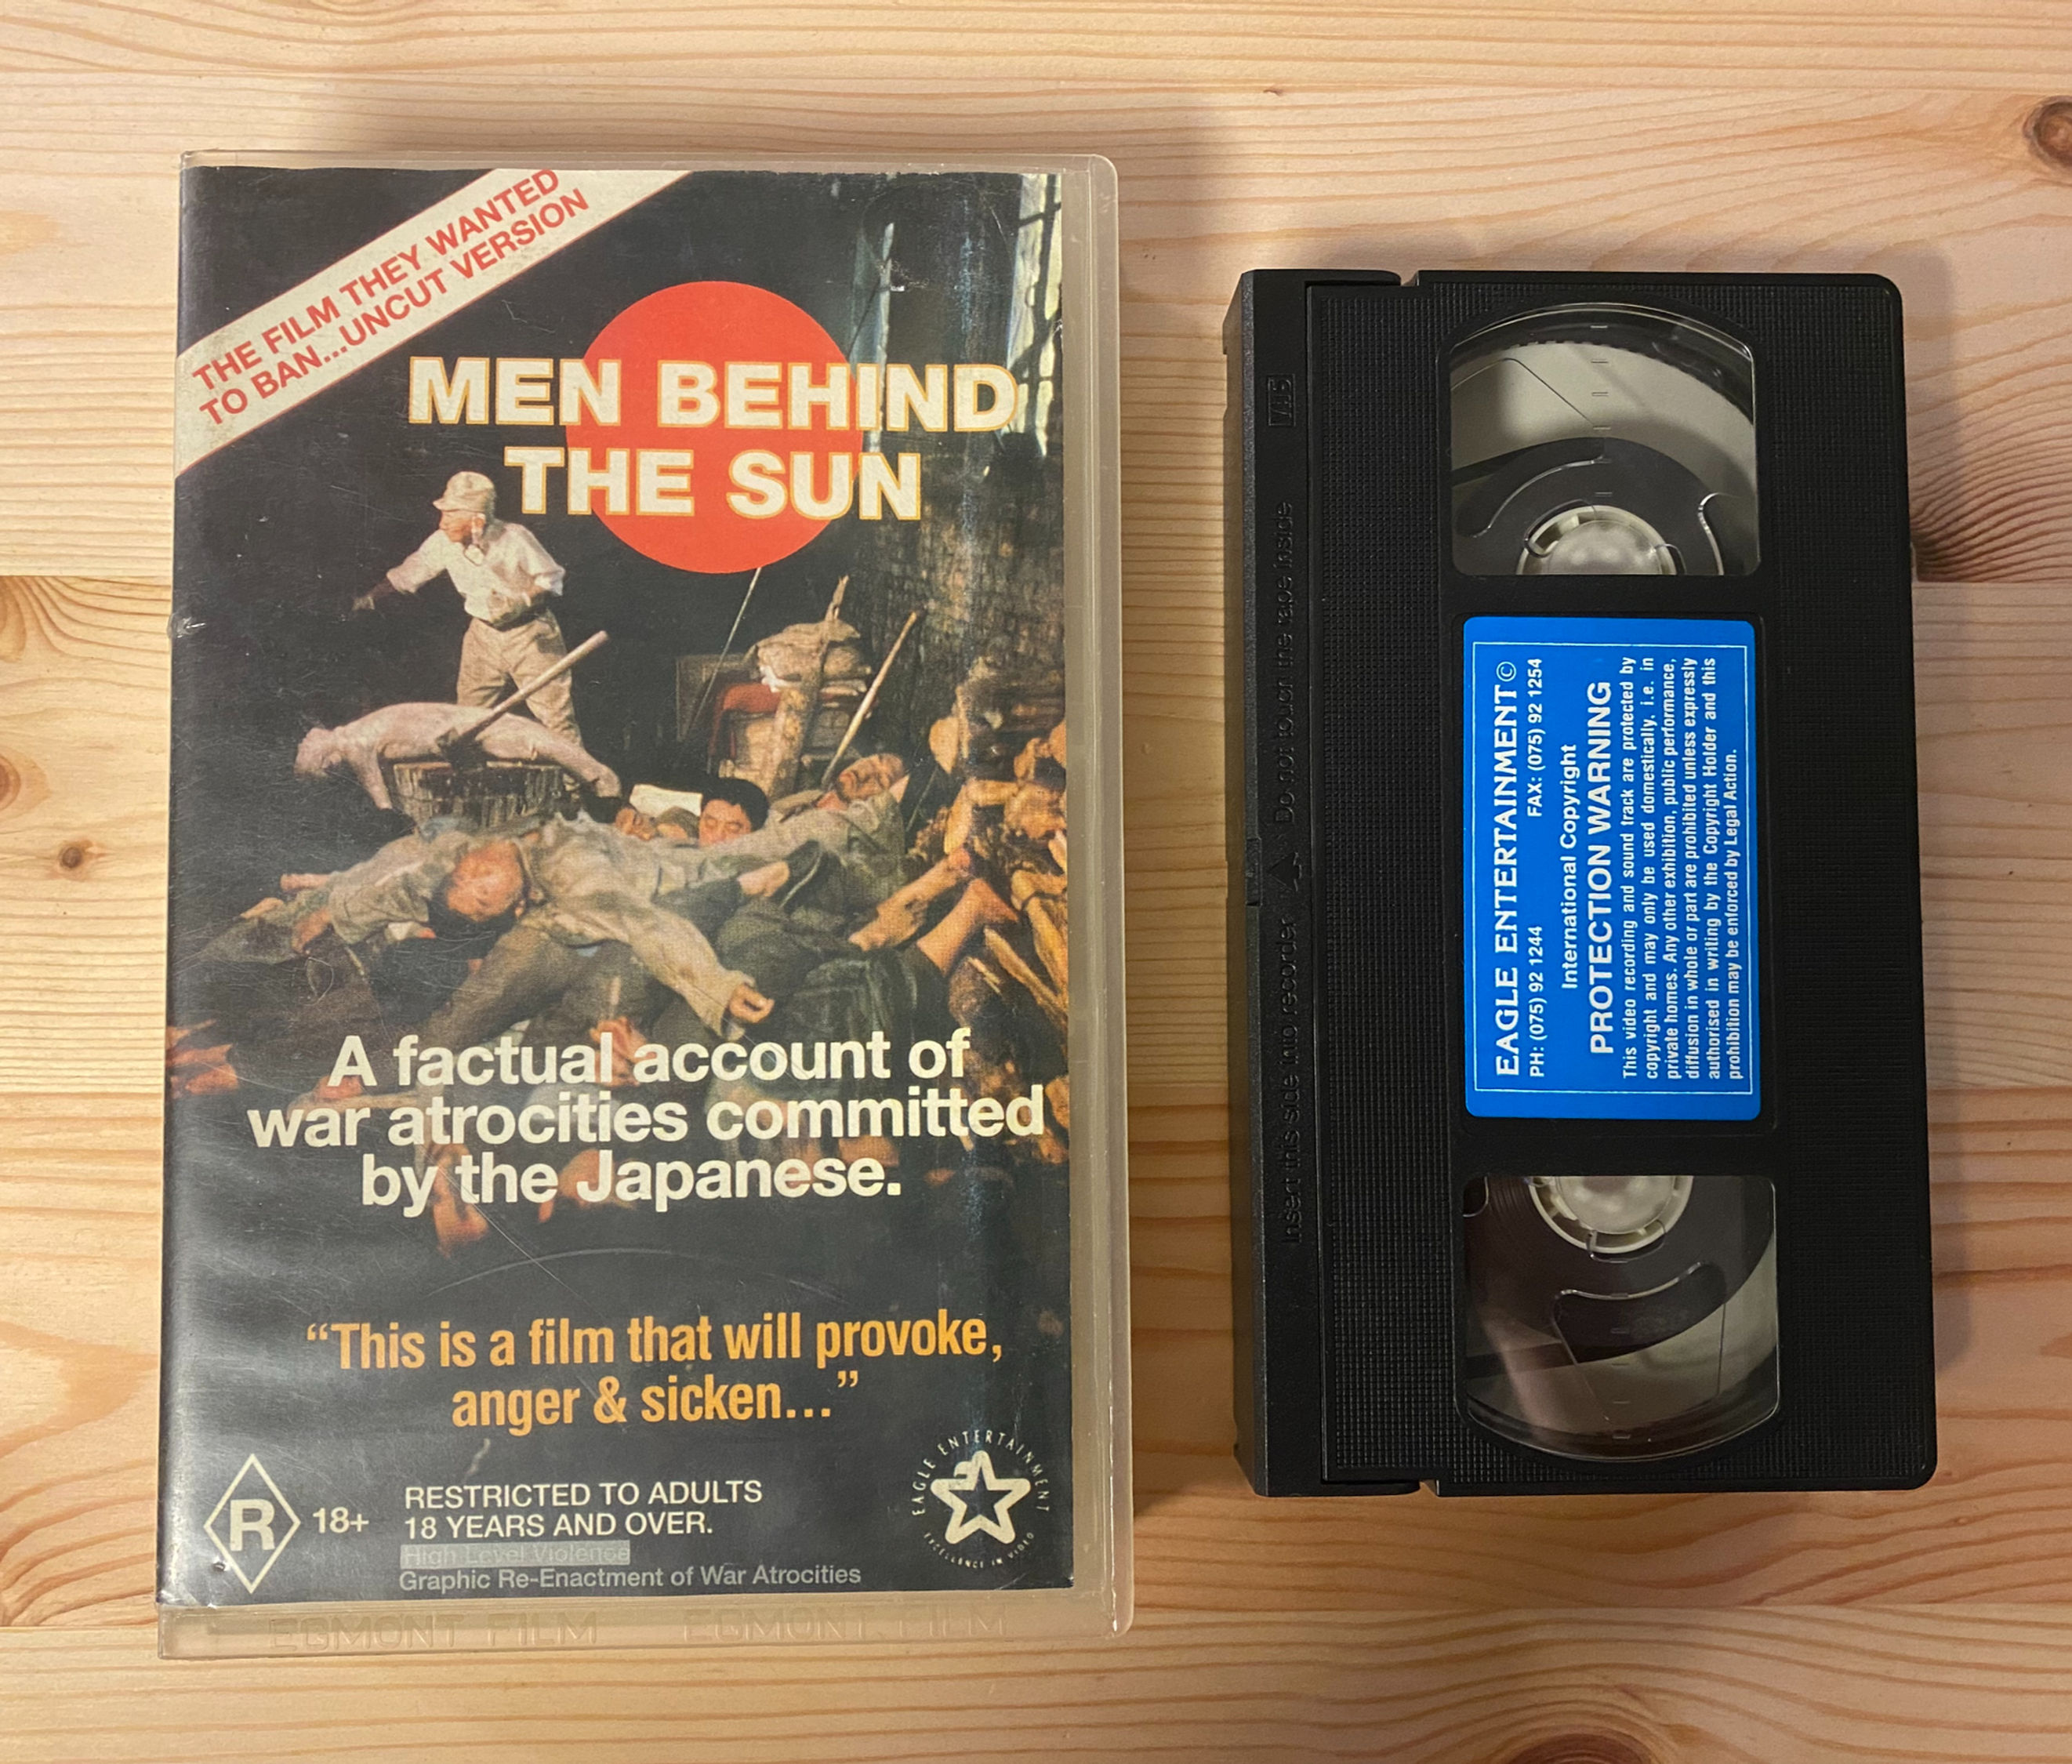 THE FILM THEY WANTED
TO BAN...UNCUT VERSION
MEN BEHIND
THE SUN
A factual account of
war atrocities committed
by the Japanese.
“This is a film that will provoke,
anger & sicken...”
R 18+
RESTRICTED TO ADULTS
18 YEARS AND OVER.
High Level Violence
Graphic Re-Enactment of War Atrocities
EAGLE ENTERTAINMENT
EXCELLENCE IN VIDEO
EGMONT FILM EGMONT FILM
VHS
Insert this side into recorder Do not touch the tape inside
EAGLE ENTERTAINMENT©
PH: (075) 92 1244 FAX: (075) 92 1254
International Copyright
PROTECTION WARNING
This video recording and sound track are protected by
copyright and may only be used domestically, i.e. in
private homes. Any other exhibition, public performance,
diffusion in whole or part are prohibited unless expressly
authorised in writing by the Copyright Holder and this
prohibition may be enforced by Legal Action.